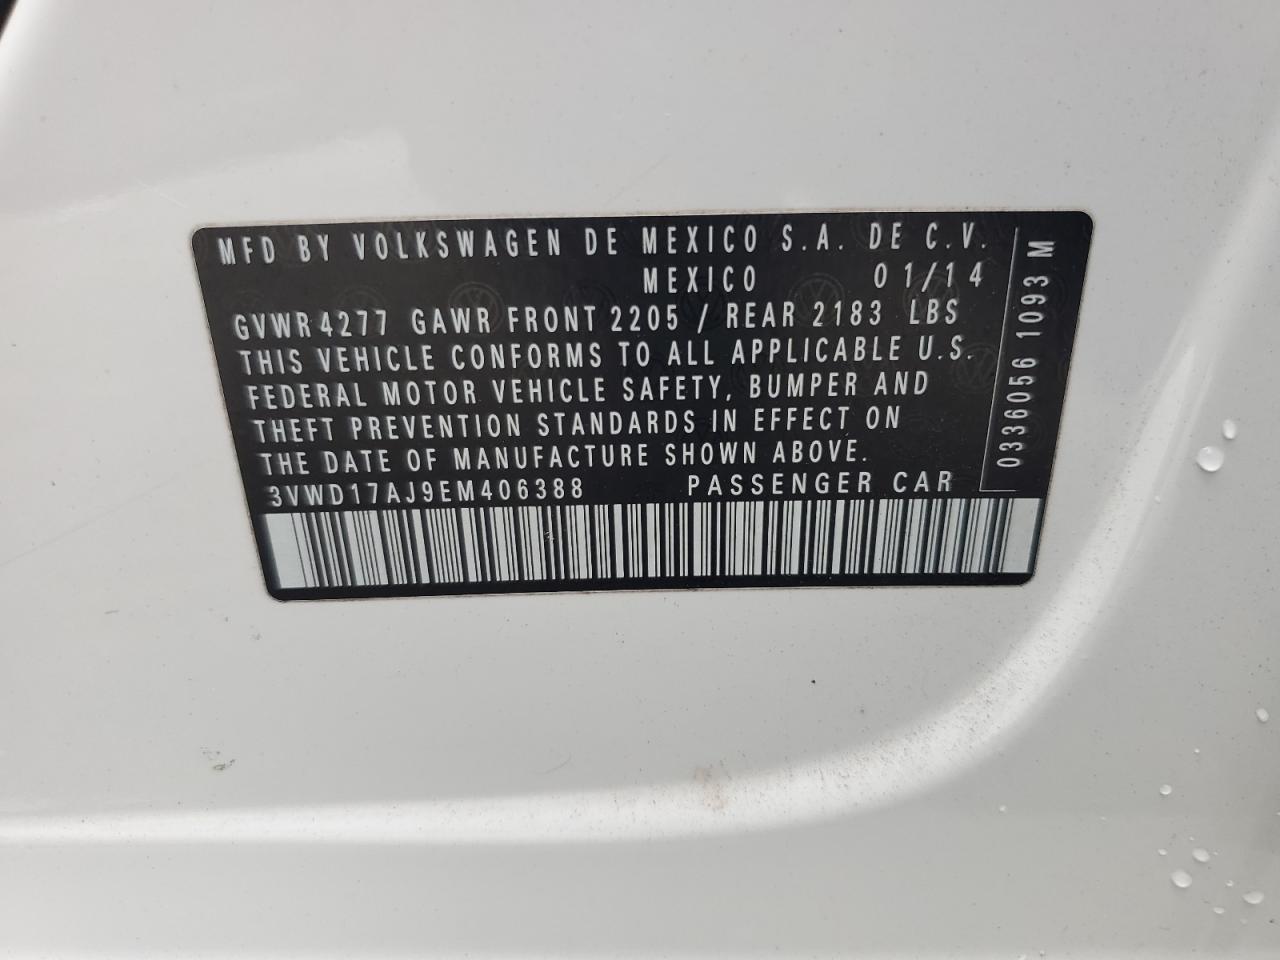 MFD BY VOLKSWAGEN DE MEXICO S.A. DE C.V.
MEXICO 01/14
GVWR 4277 GAWR FRONT 2205 / REAR 2183 LBS
THIS VEHICLE CONFORMS TO ALL APPLICABLE U.S.
FEDERAL MOTOR VEHICLE SAFETY, BUMPER AND
THEFT PREVENTION STANDARDS IN EFFECT ON
THE DATE OF MANUFACTURE SHOWN ABOVE.
3VWD17AJ9EM406388 PASSENGER CAR
0336056 1093 M